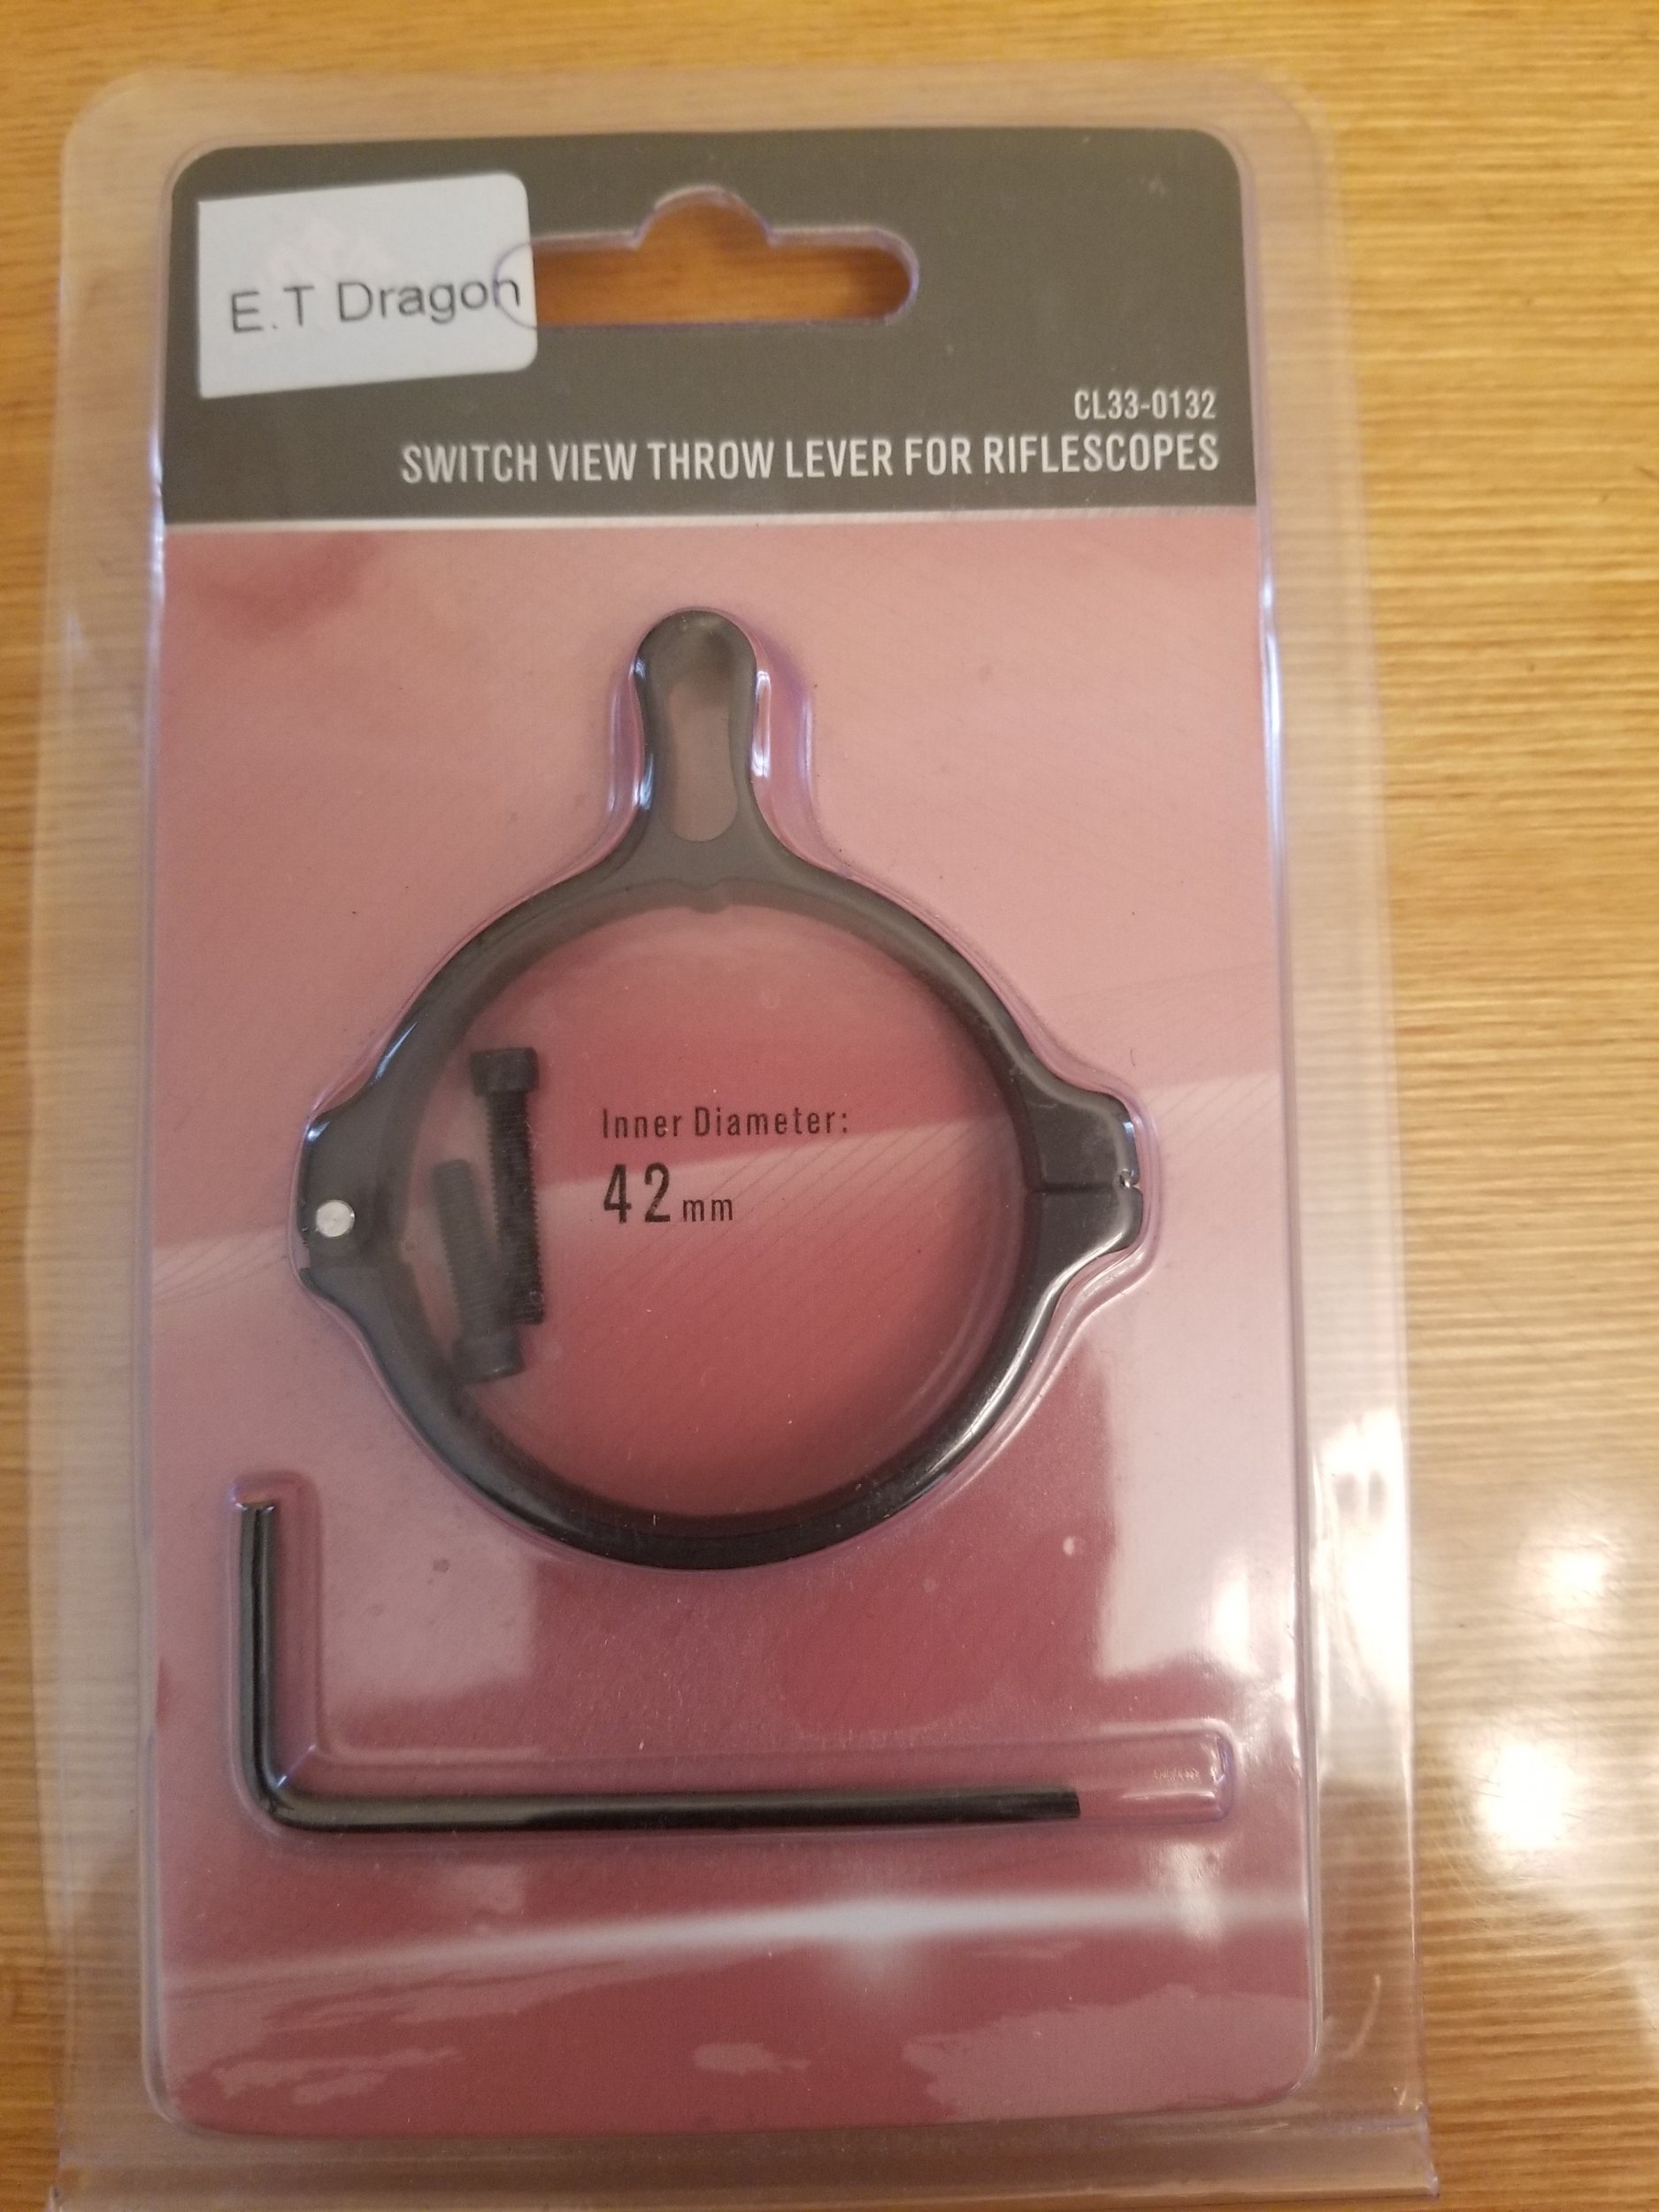 E.T Dragon
CL33-0132
SWITCH VIEW THROW LEVER FOR RIFLESCOPES
Inner Diameter:
42mm